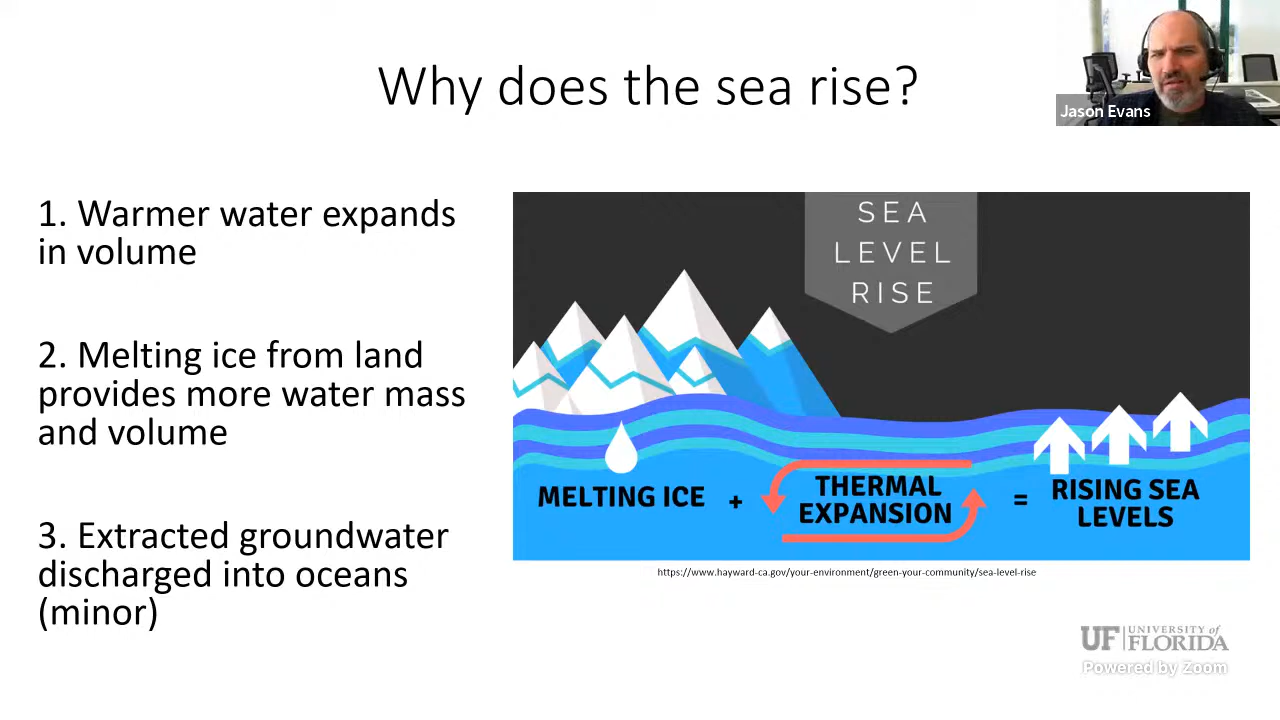 Why does the sea rise?
Jason Evans
1. Warmer water expands
in volume
2. Melting ice from land
provides more water mass
and volume
3. Extracted groundwater
discharged into oceans
(minor)
SEA
LEVEL
RISE
MELTING ICE
+
THERMAL
EXPANSION
=
RISING SEA
LEVELS
https://www.hayward-ca.gov/your-environment/green-your-community/sea-level-rise
UF
UNIVERSITY of
FLORIDA
Powered by Zoom